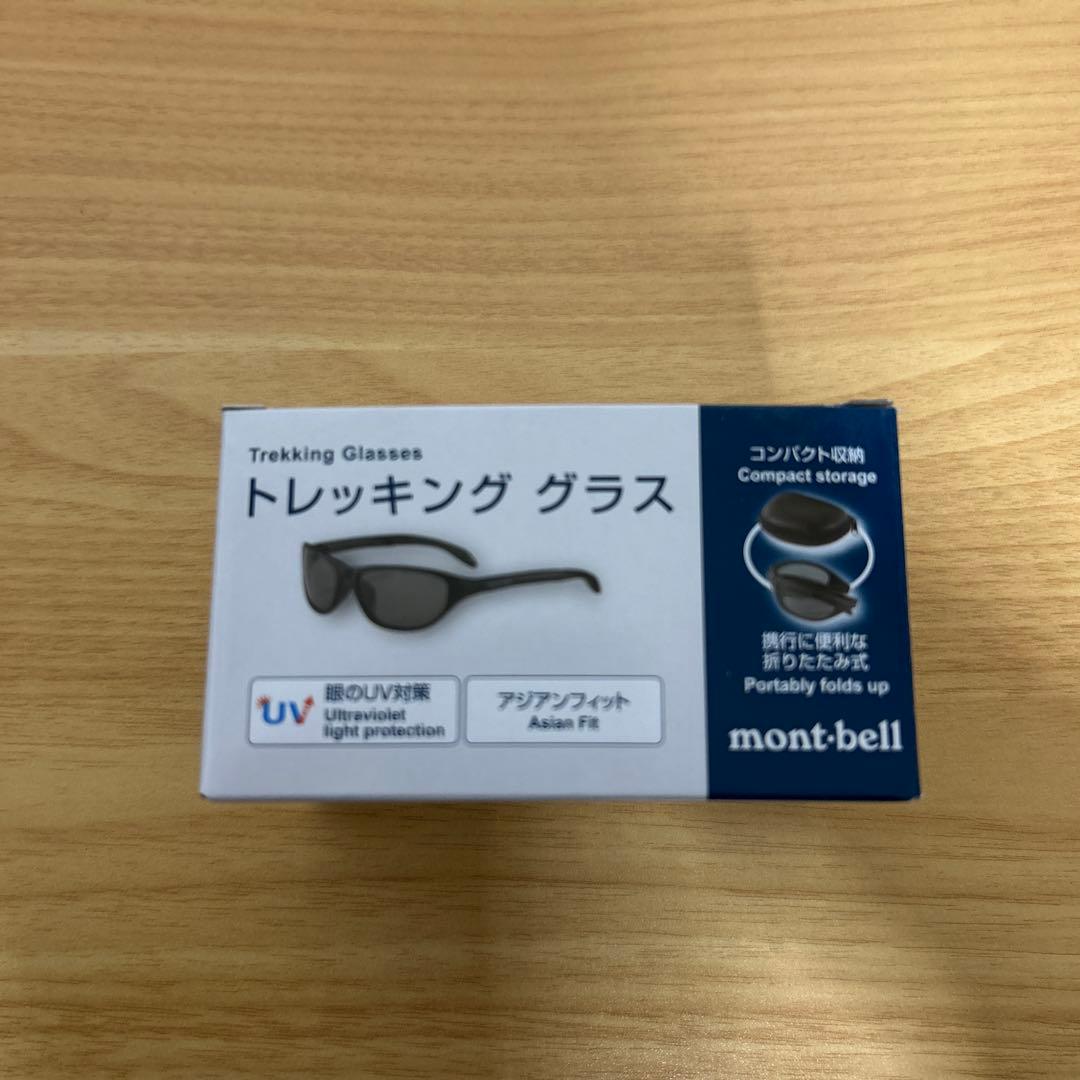 Trekking Glasses
トレッキング グラス
UV
眼のUV対策
Ultraviolet
light protection
アジアンフィット
Asian Fit
コンパクト収納
Compact storage
携行に便利な
折りたたみ式
Portably folds up
mont-bell